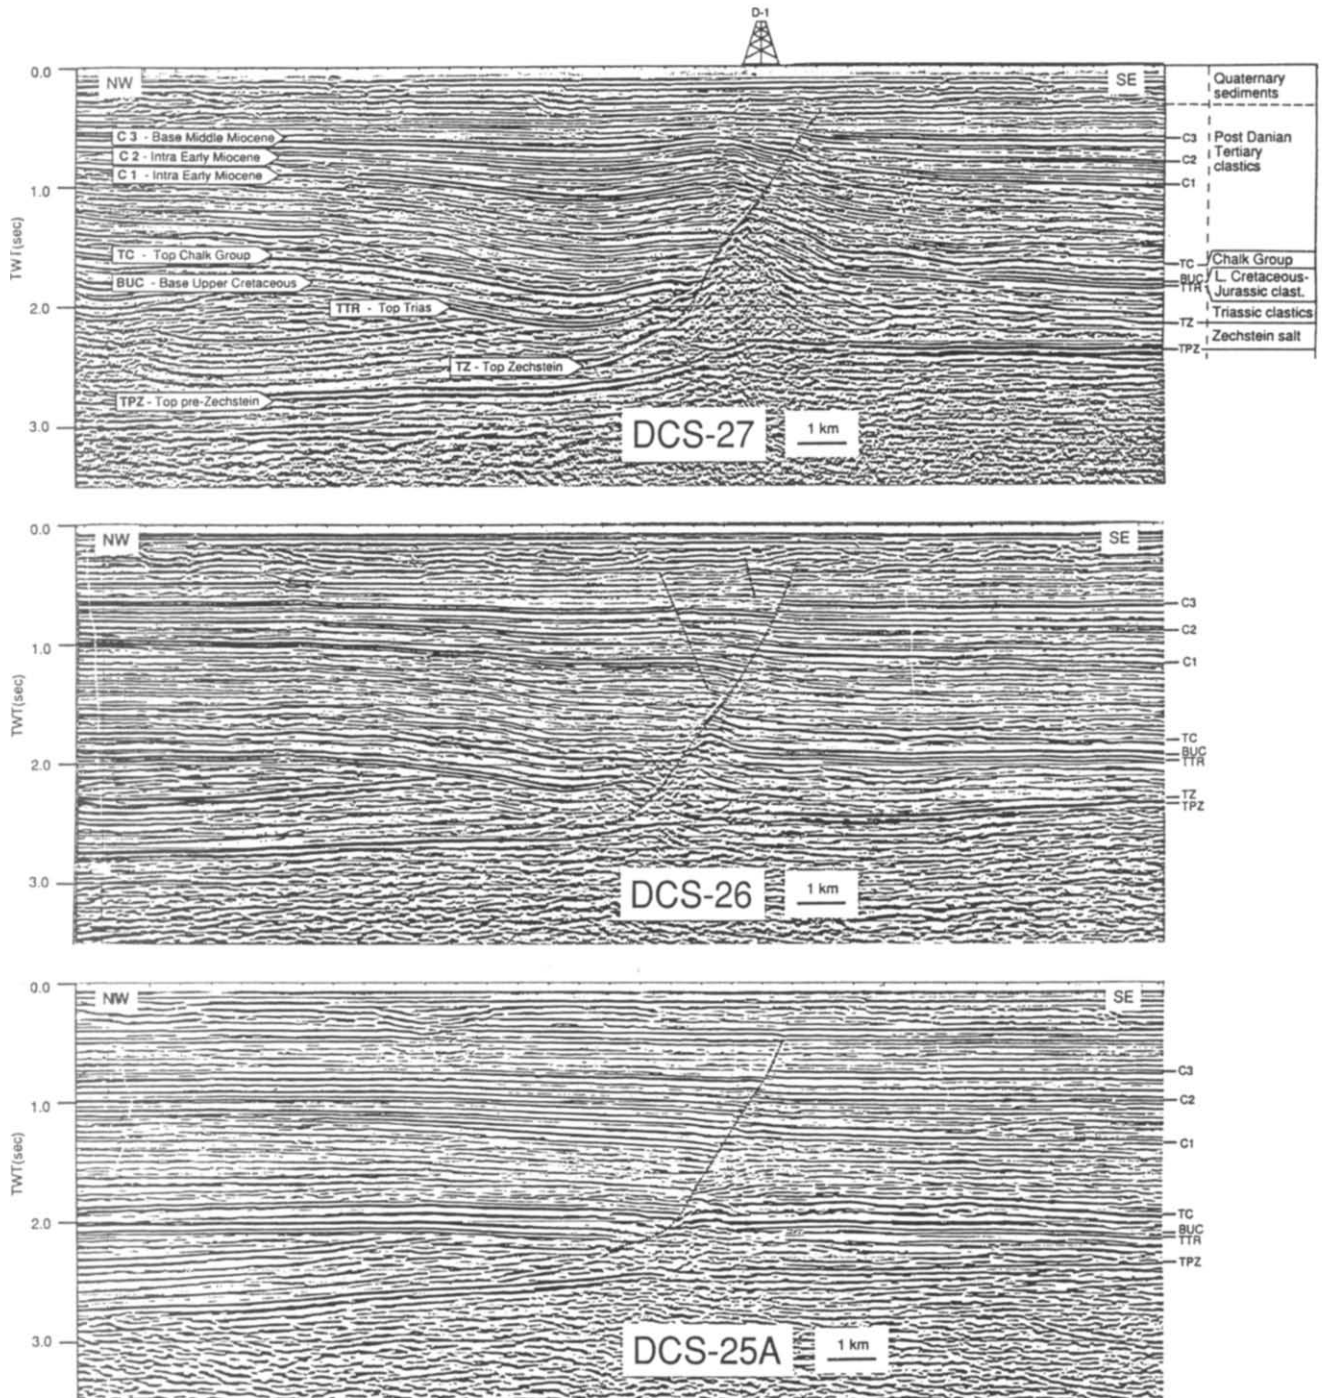 D-1
0.0
NW
SE
Quaternary
sediments
C 3 - Base Middle Miocene
C3
Post Danian
Tertiary
clastics
C 2 - Intra Early Miocene
C2
C 1 - Intra Early Miocene
C1
1.0
TWT(sec)
TC - Top Chalk Group
TC
Chalk Group
BUC - Base Upper Cretaceous
BUC
TTR
L. Cretaceous-
Jurassic clast.
2.0
TTR - Top Trias
Triassic clastics
TZ
Zechstein salt
TPZ
TZ - Top Zechstein
TPZ - Top pre-Zechstein
3.0
DCS-27
1 km
0.0
NW
SE
C3
C2
1.0
C1
TWT(sec)
TC
BUC
TTR
2.0
TZ
TPZ
3.0
DCS-26
1 km
0.0
NW
SE
C3
C2
1.0
C1
TWT(sec)
TC
2.0
BUC
TTR
TPZ
3.0
DCS-25A
1 km